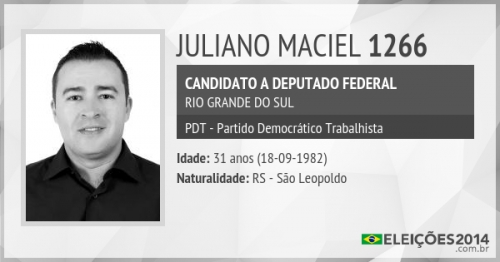 JULIANO MACIEL 1266
CANDIDATO A DEPUTADO FEDERAL
RIO GRANDE DO SUL
PDT - Partido Democrático Trabalhista
Idade: 31 anos (18-09-1982)
Naturalidade: RS - São Leopoldo
ELEIÇÕES2014
.com.br